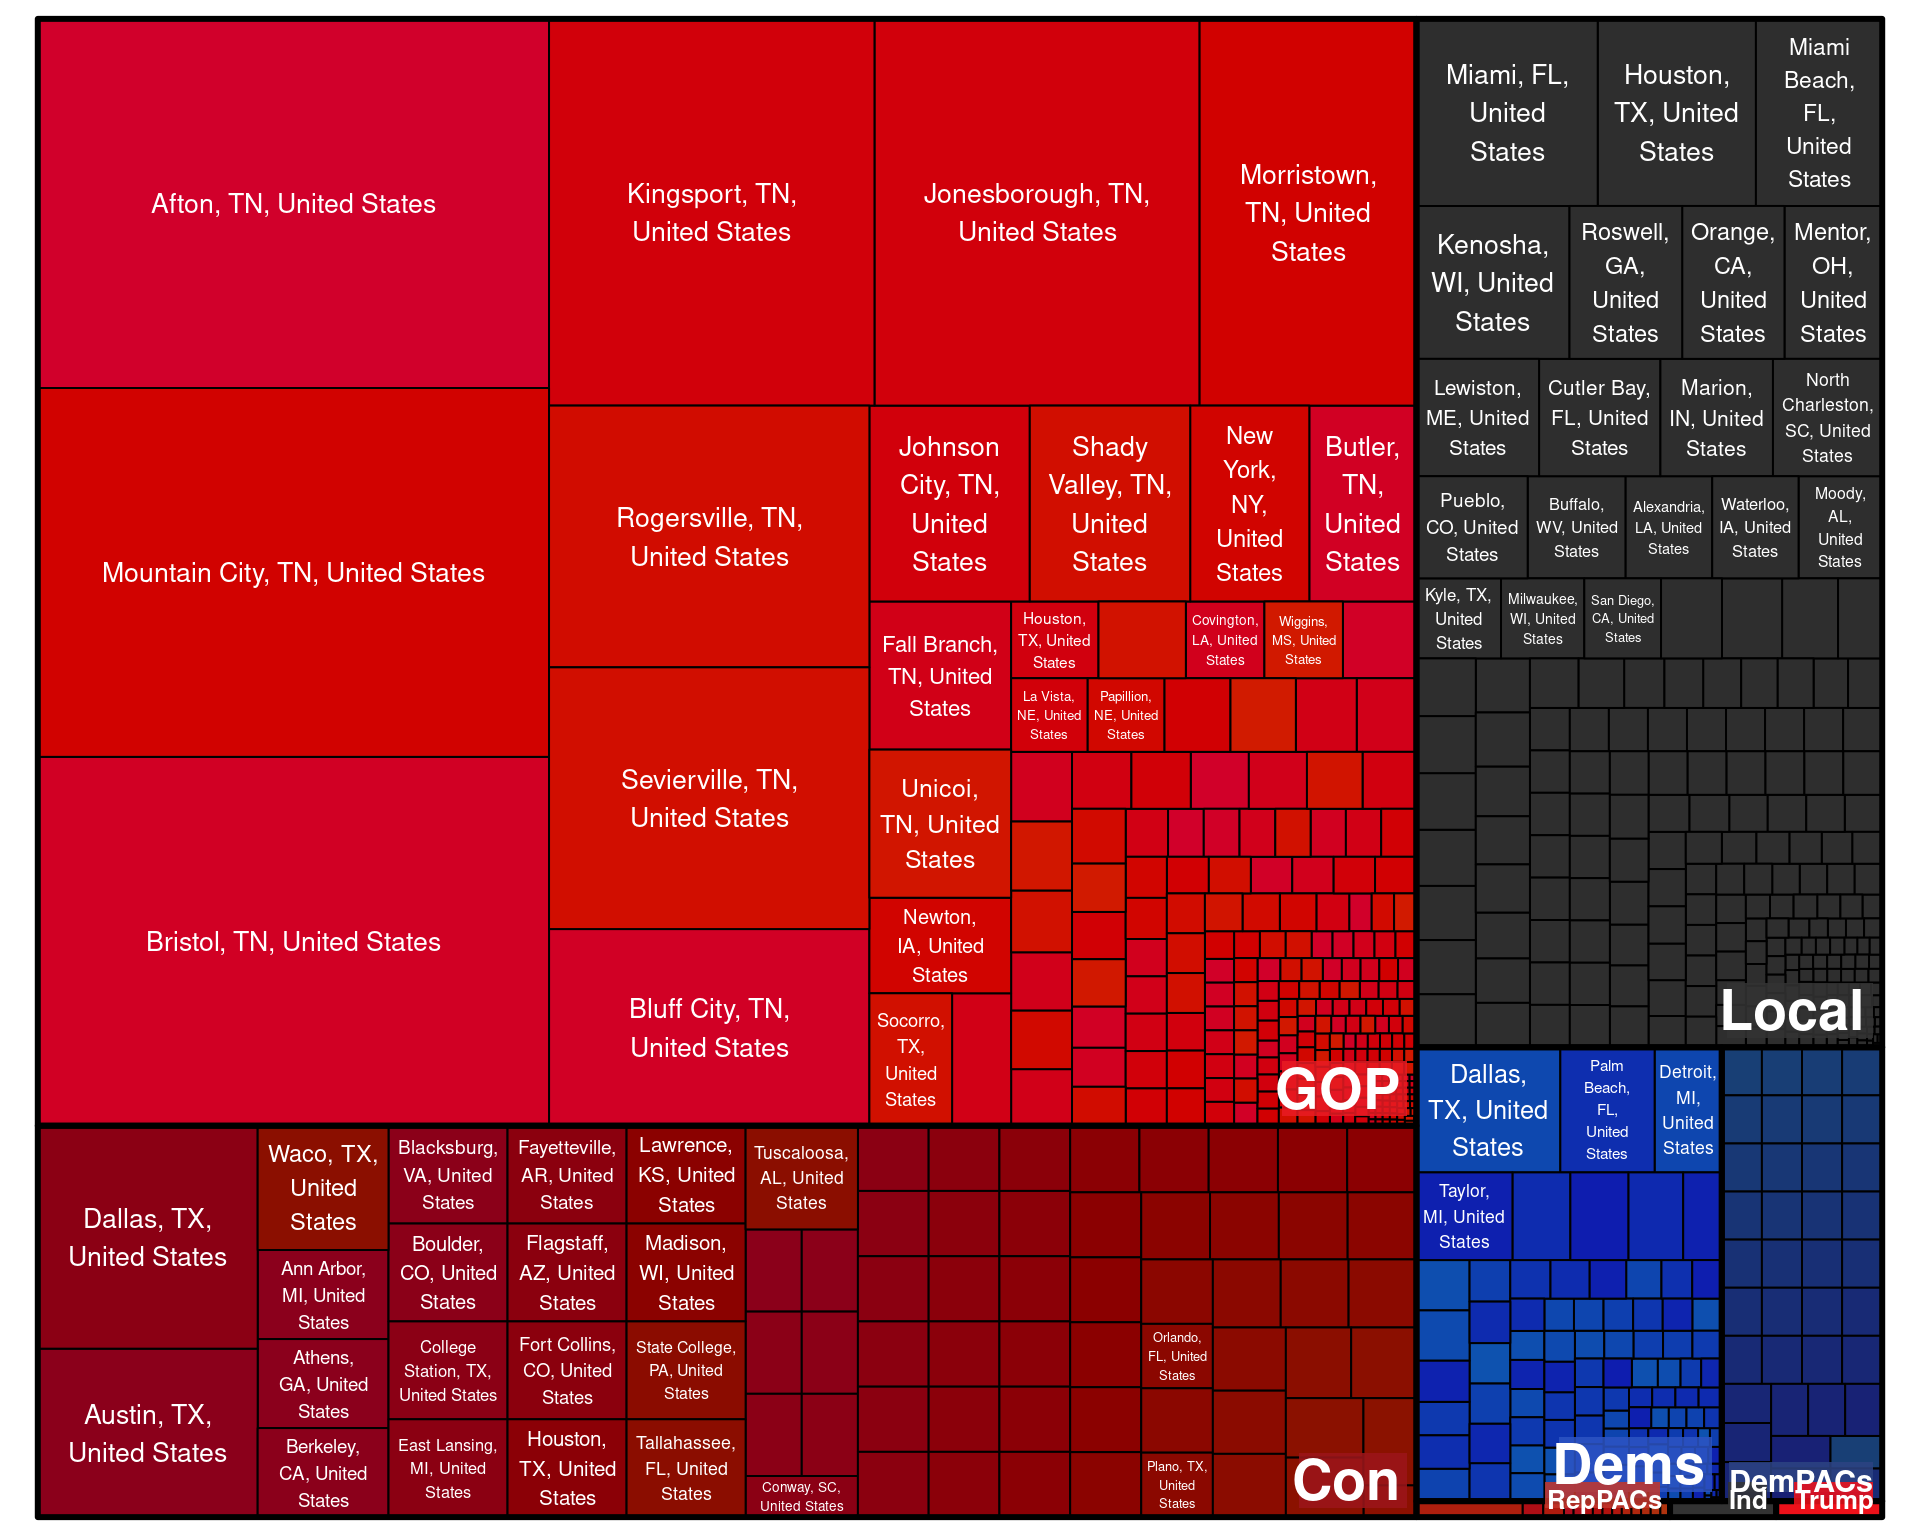 Afton, TN, United States
Mountain City, TN, United States
Bristol, TN, United States
Kingsport, TN,
United States
Jonesborough, TN,
United States
Morristown,
TN, United
States
Rogersville, TN,
United States
Sevierville, TN,
United States
Bluff City, TN,
United States
Johnson
City, TN,
United
States
Shady
Valley, TN,
United
States
New
York,
NY,
United
States
Butler,
TN,
United
States
Fall Branch,
TN, United
States
Unicoi,
TN, United
States
Newton,
IA, United
States
Socorro,
TX,
United
States
Houston,
TX, United
States
Covington,
LA, United
States
Wiggins,
MS, United
States
La Vista,
NE, United
States
Papillion,
NE, United
States
GOP
Miami, FL,
United
States
Houston,
TX, United
States
Miami
Beach,
FL,
United
States
Kenosha,
WI, United
States
Roswell,
GA,
United
States
Orange,
CA,
United
States
Mentor,
OH,
United
States
Lewiston,
ME, United
States
Cutler Bay,
FL, United
States
Marion,
IN, United
States
North
Charleston,
SC, United
States
Pueblo,
CO, United
States
Buffalo,
WV, United
States
Alexandria,
LA, United
States
Waterloo,
IA, United
States
Moody,
AL,
United
States
Kyle, TX,
United
States
Milwaukee,
WI, United
States
San Diego,
CA, United
States
Local
Dallas, TX,
United States
Austin, TX,
United States
Waco, TX,
United
States
Ann Arbor,
MI, United
States
Athens,
GA, United
States
Berkeley,
CA, United
States
Blacksburg,
VA, United
States
Boulder,
CO, United
States
College
Station, TX,
United States
East Lansing,
MI, United
States
Fayetteville,
AR, United
States
Flagstaff,
AZ, United
States
Fort Collins,
CO, United
States
Houston,
TX, United
States
Lawrence,
KS, United
States
Madison,
WI, United
States
State College,
PA, United
States
Tallahassee,
FL, United
States
Tuscaloosa,
AL, United
States
Conway, SC,
United States
Orlando,
FL, United
States
Plano, TX,
United
States
Con
Dallas,
TX, United
States
Palm
Beach,
FL,
United
States
Detroit,
MI,
United
States
Taylor,
MI, United
States
Dems
DemPACs
RepPACs
Ind
Trump